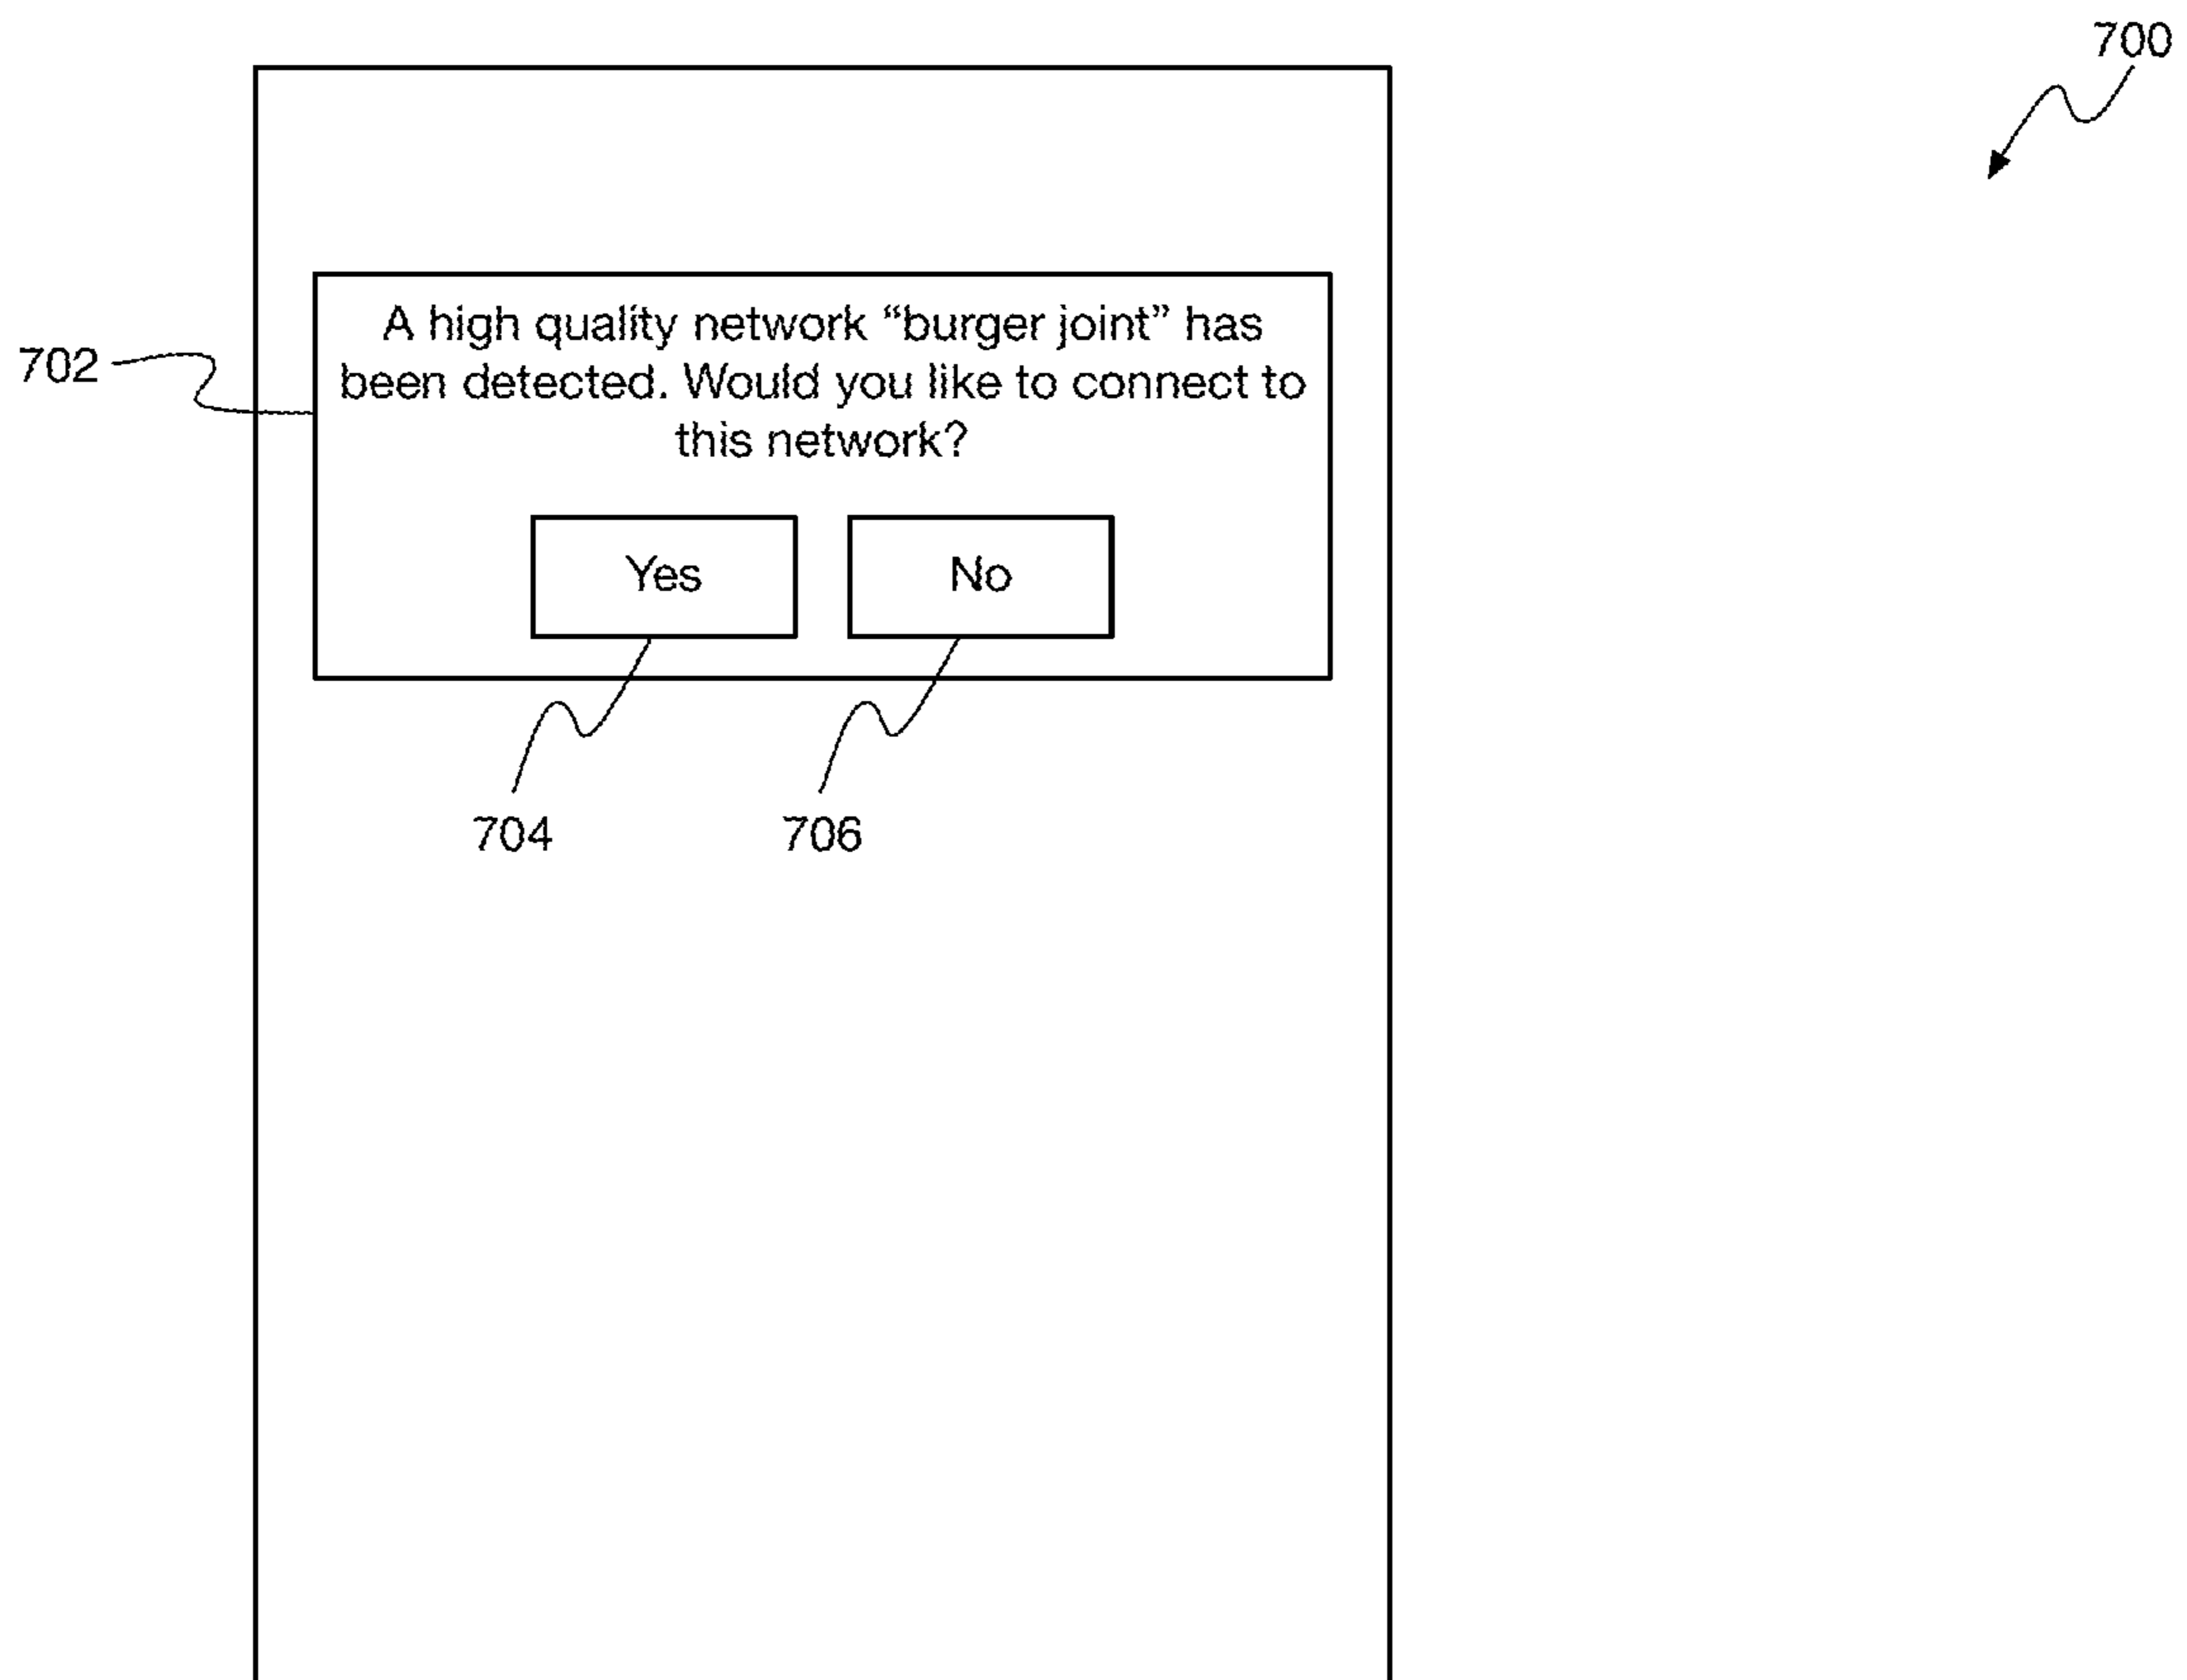 700
A high quality network “burger joint” has
been detected. Would you like to connect to
this network?
702
Yes No
704 706